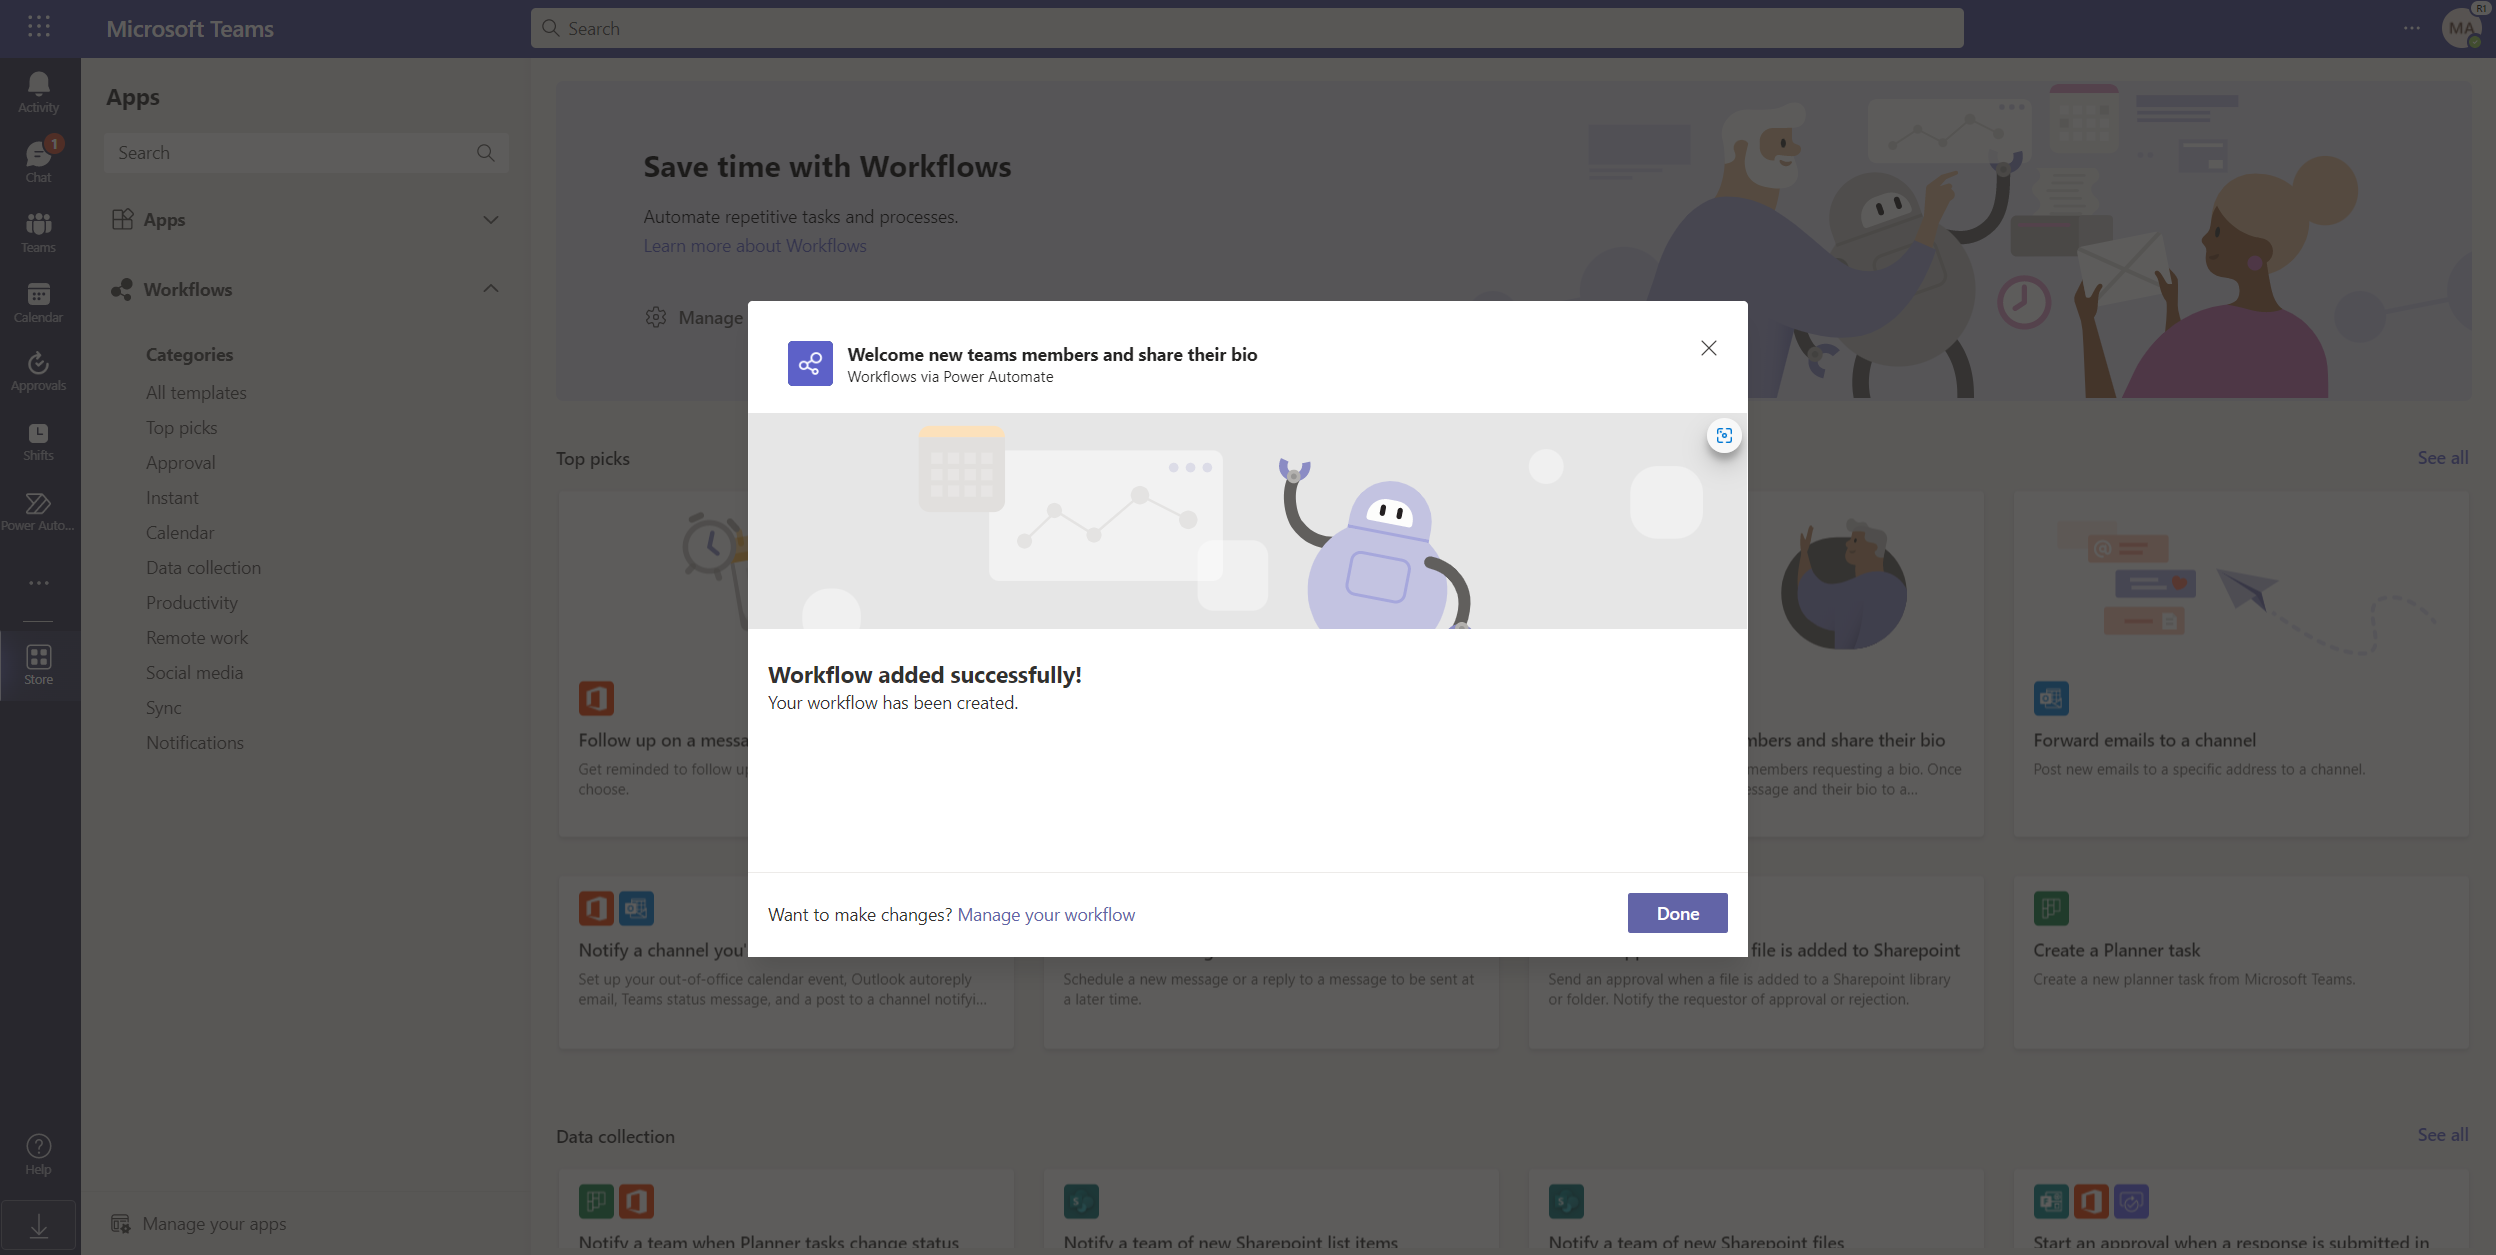 Microsoft Teams
Search
MA
R1
Activity
1
Chat
Teams
Calendar
Approvals
Shifts
Power Auto...
Store
Help
Apps
Search
Apps
Workflows
Categories
All templates
Top picks
Approval
Instant
Calendar
Data collection
Productivity
Remote work
Social media
Sync
Notifications
Manage your apps
Save time with Workflows
Automate repetitive tasks and processes.
Learn more about Workflows
Manage
Top picks
See all
Welcome new teams members and share their bio
Workflows via Power Automate
Workflow added successfully!
Your workflow has been created.
Want to make changes? Manage your workflow
Done
Follow up on a messa
Get reminded to follow up
choose.
mbers and share their bio
members requesting a bio. Once
essage and their bio to a...
Forward emails to a channel
Post new emails to a specific address to a channel.
Notify a channel you'
Set up your out-of-office calendar event, Outlook autoreply
email, Teams status message, and a post to a channel notifyi...
Schedule a new message or a reply to a message to be sent at
a later time.
file is added to Sharepoint
Send an approval when a file is added to a Sharepoint library
or folder. Notify the requestor of approval or rejection.
Create a Planner task
Create a new planner task from Microsoft Teams.
Data collection
See all
Notify a team when Planner tasks change status
Notify a team of new Sharepoint list items
Notify a team of new Sharepoint files
Start an approval when a response is submitted in